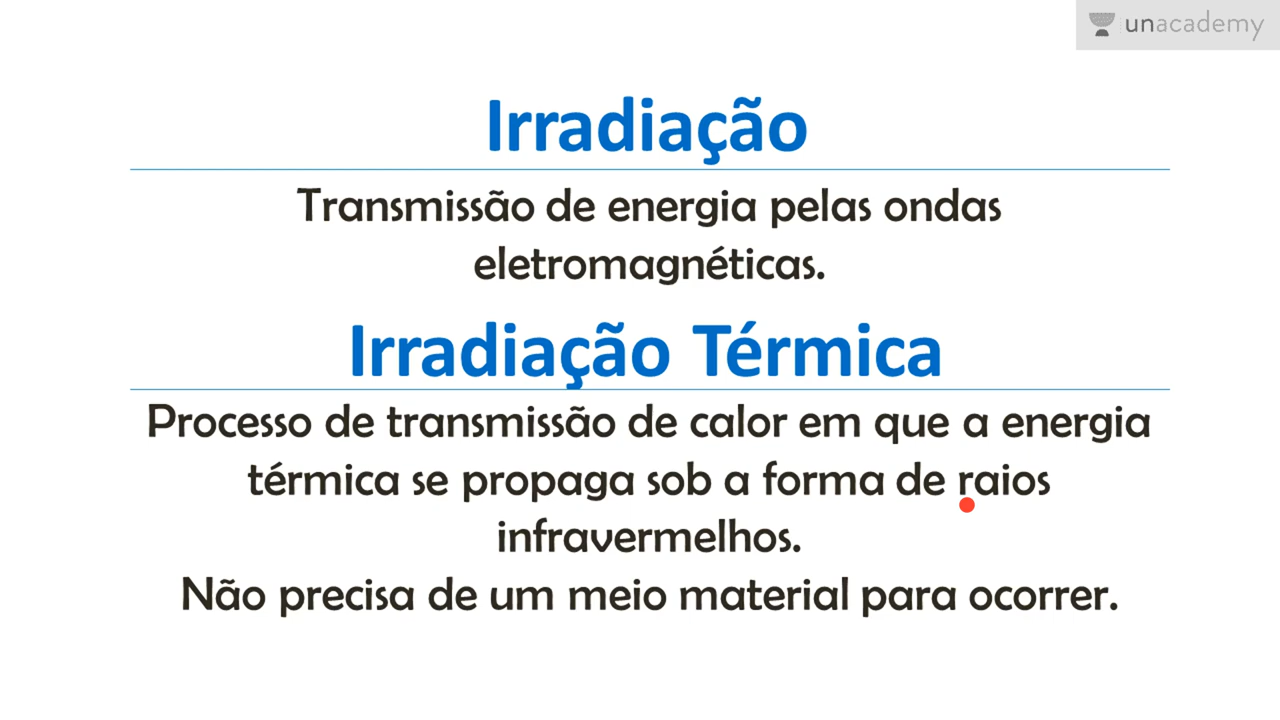 unacademy
Irradiação
Transmissão de energia pelas ondas
eletromagnéticas.
Irradiação Térmica
Processo de transmissão de calor em que a energia
térmica se propaga sob a forma de raios
infravermelhos.
Não precisa de um meio material para ocorrer.